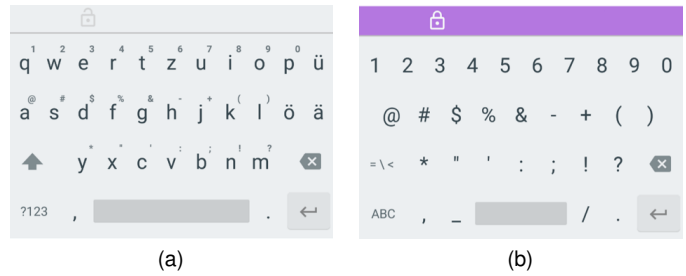 1 2 3 4 5 6 7 8 9 0
q w e r t z u i o p ü
@ # $ % & - + ( )
a s d f g h j k l ö ä
* " ' : ; ! ?
y x c v b n m
?123 , .
(a)
1 2 3 4 5 6 7 8 9 0
@ # $ % & - + ( )
= \ < * " ' : ; ! ?
ABC , _ / .
(b)